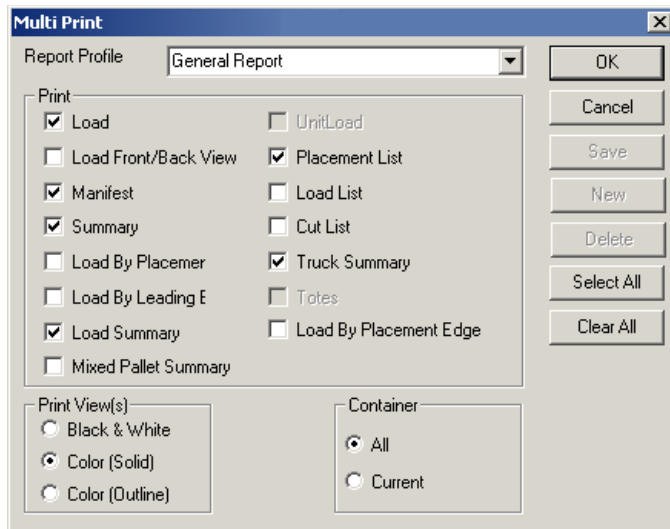 Multi Print
Report Profile
General Report
OK
Cancel
Save
New
Delete
Select All
Clear All
Print
Load
Load Front/Back View
Manifest
Summary
Load By Placemer
Load By Leading E
Load Summary
Mixed Pallet Summary
UnitLoad
Placement List
Load List
Cut List
Truck Summary
Totes
Load By Placement Edge
Print View(s)
Black & White
Color (Solid)
Color (Outline)
Container
All
Current